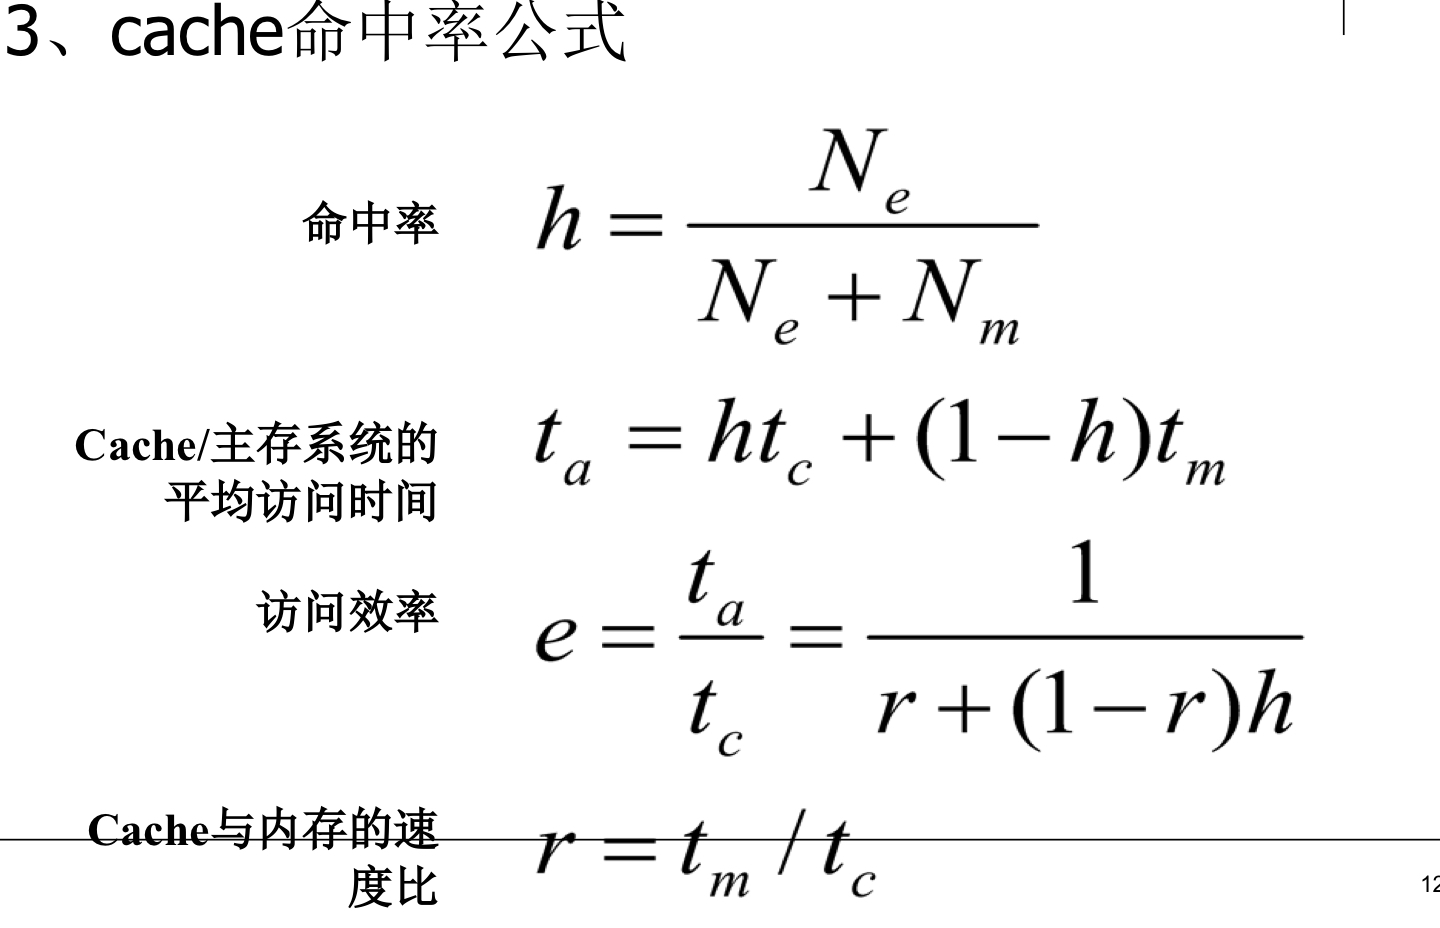 3、cache命中率公式
命中率 h = N_e / (N_e + N_m)
Cache/主存系统的
平均访问时间 t_a = ht_c + (1 − h)t_m
访问效率 e = t_a / t_c = 1 / (r + (1 − r)h)
Cache与内存的速
度比 r = t_m / t_c
12